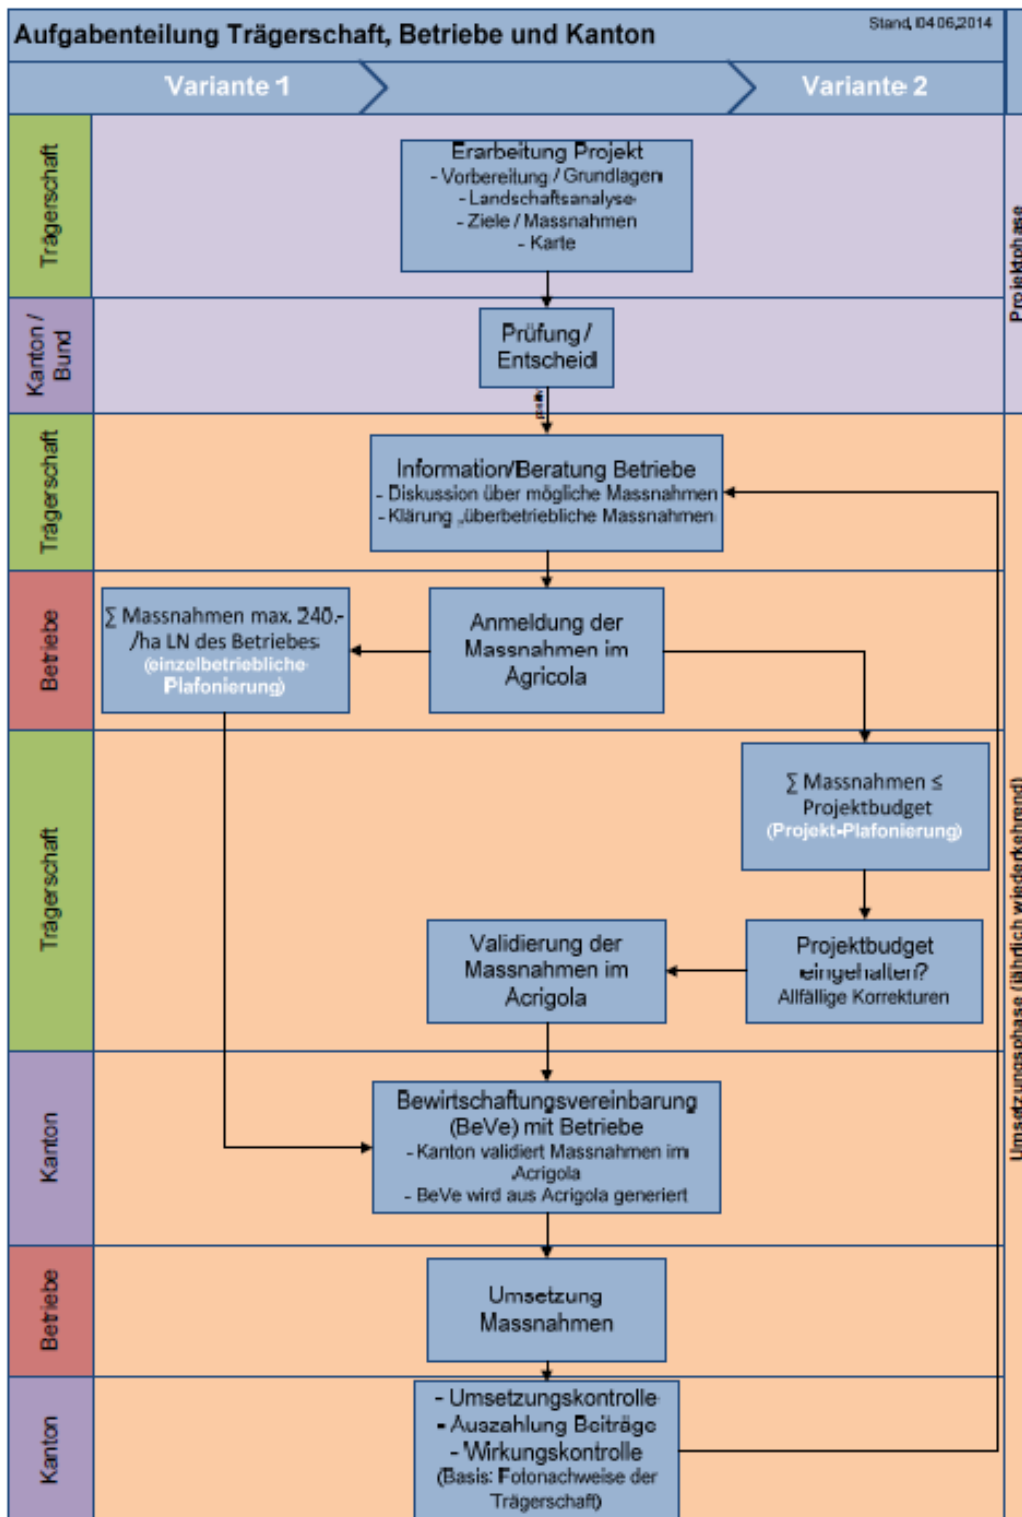 Aufgabenteilung Trägerschaft, Betriebe und Kanton
Stand, 04.06.2014
Variante 1
Variante 2
Projektphase
Trägerschaft
Erarbeitung Projekt
- Vorbereitung / Grundlagen
- Landschaftsanalyse
- Ziele / Massnahmen
- Karte
Kanton /
Bund
Prüfung /
Entscheid
positiv
Umsetzungsphase (jährlich wiederkehrend)
Trägerschaft
Information/Beratung Betriebe
- Diskussion über mögliche Massnahmen
- Klärung „überbetriebliche Massnahmen
Betriebe
∑ Massnahmen max. 240.-
/ha LN des Betriebes
(einzelbetriebliche
Plafonierung)
Anmeldung der
Massnahmen im
Agricola
Trägerschaft
∑ Massnahmen ≤
Projektbudget
(Projekt-Plafonierung)
Validierung der
Massnahmen im
Acrigola
Projektbudget
eingehalten?
Allfällige Korrekturen
Kanton
Bewirtschaftungsvereinbarung
(BeVe) mit Betriebe
- Kanton validiert Massnahmen im
Acrigola
- BeVe wird aus Acrigola generiert
Betriebe
Umsetzung
Massnahmen
Kanton
- Umsetzungskontrolle
- Auszahlung Beiträge
- Wirkungskontrolle
(Basis: Fotonachweise der
Trägerschaft)